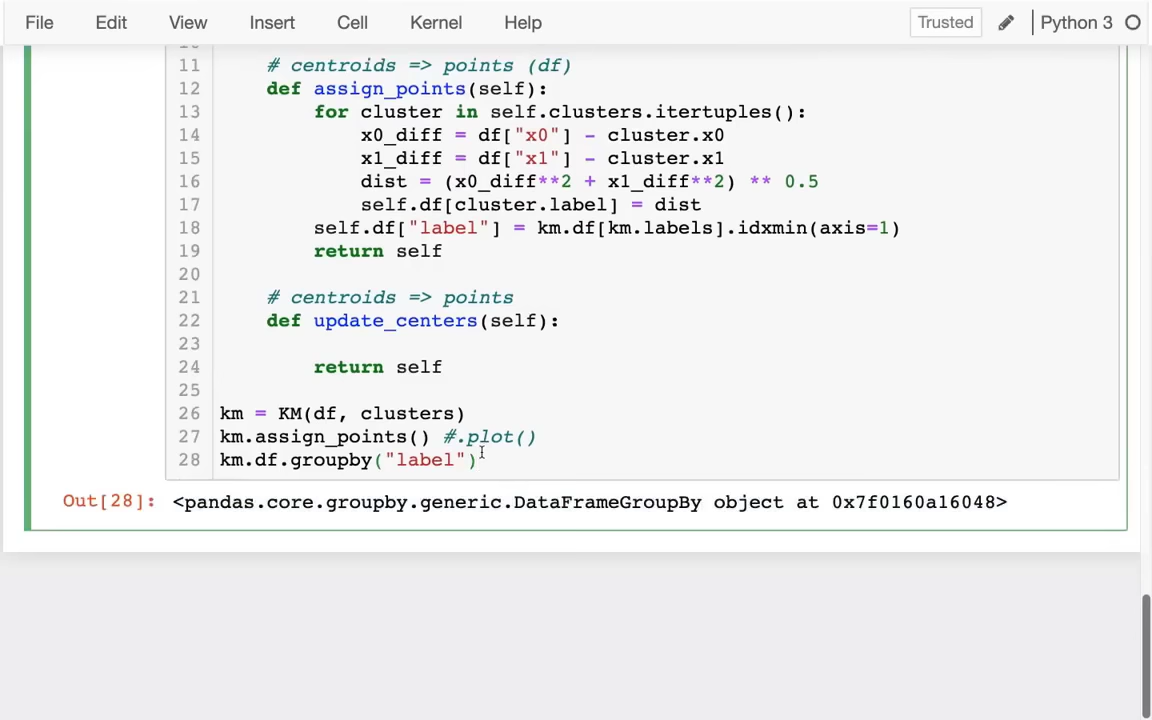 File Edit View Insert Cell Kernel Help Trusted Python 3
11 # centroids => points (df)
12 def assign_points(self):
13 for cluster in self.clusters.itertuples():
14 x0_diff = df["x0"] - cluster.x0
15 x1_diff = df["x1"] - cluster.x1
16 dist = (x0_diff**2 + x1_diff**2) ** 0.5
17 self.df[cluster.label] = dist
18 self.df["label"] = km.df[km.labels].idxmin(axis=1)
19 return self
20
21 # centroids => points
22 def update_centers(self):
23
24 return self
25
26 km = KM(df, clusters)
27 km.assign_points() #.plot()
28 km.df.groupby("label")
Out[28]: <pandas.core.groupby.generic.DataFrameGroupBy object at 0x7f0160a16048>